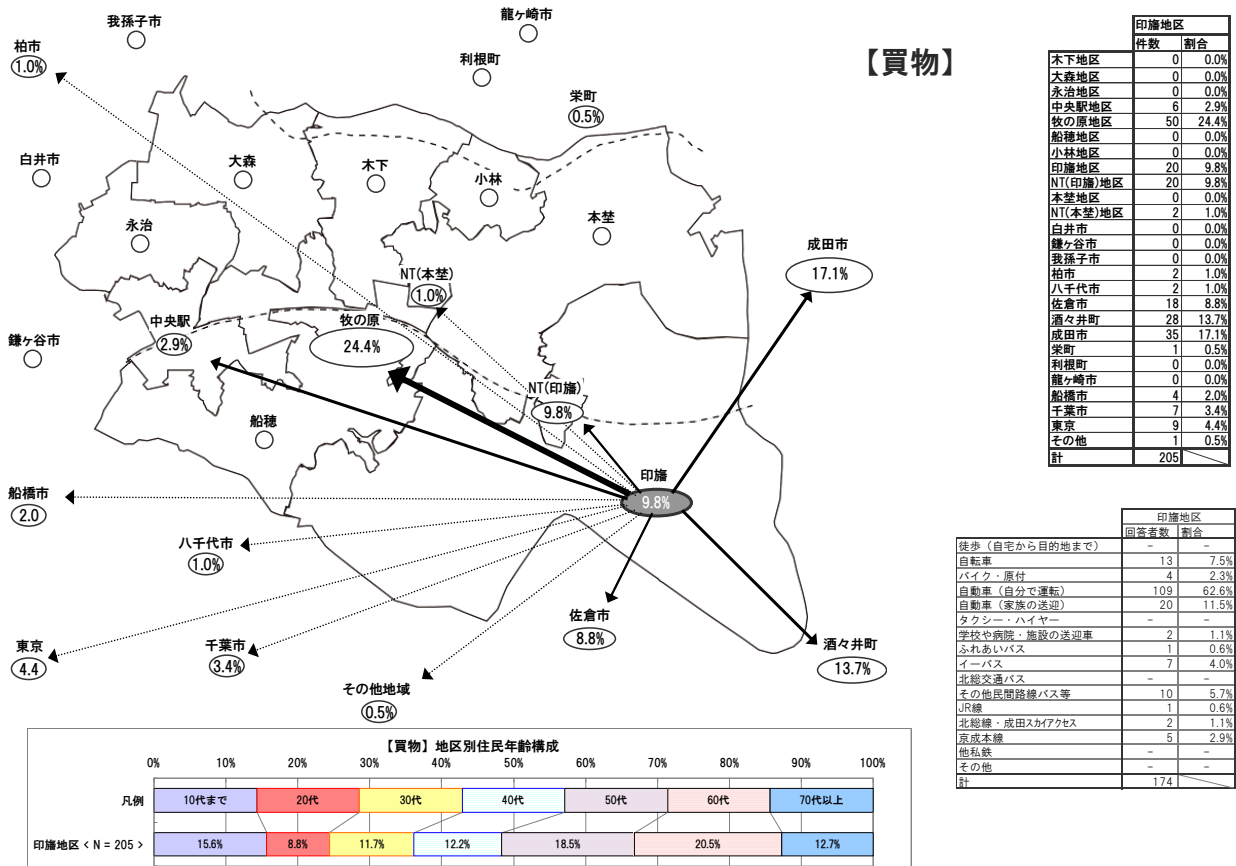 【買物】
我孫子市
龍ヶ崎市
柏市
1.0%
利根町
栄町
0.5%
白井市
大森
木下
小林
永治
本埜
成田市
17.1%
NT(本埜)
1.0%
中央駅
2.9%
牧の原
24.4%
鎌ヶ谷市
NT(印旛)
9.8%
船穂
印旛
9.8%
船橋市
2.0
八千代市
1.0%
佐倉市
8.8%
東京
4.4
千葉市
3.4%
酒々井町
13.7%
その他地域
0.5%
印旛地区
件数 割合
木下地区 0 0.0%
大森地区 0 0.0%
永治地区 0 0.0%
中央駅地区 6 2.9%
牧の原地区 50 24.4%
船穂地区 0 0.0%
小林地区 0 0.0%
印旛地区 20 9.8%
NT(印旛)地区 20 9.8%
本埜地区 0 0.0%
NT(本埜)地区 2 1.0%
白井市 0 0.0%
鎌ヶ谷市 0 0.0%
我孫子市 0 0.0%
柏市 2 1.0%
八千代市 2 1.0%
佐倉市 18 8.8%
酒々井町 28 13.7%
成田市 35 17.1%
栄町 1 0.5%
利根町 0 0.0%
龍ヶ崎市 0 0.0%
船橋市 4 2.0%
千葉市 7 3.4%
東京 9 4.4%
その他 1 0.5%
計 205
印旛地区
回答者数 割合
徒歩（自宅から目的地まで） － －
自転車 13 7.5%
バイク・原付 4 2.3%
自動車（自分で運転） 109 62.6%
自動車（家族の送迎） 20 11.5%
タクシー・ハイヤー － －
学校や病院・施設の送迎車 2 1.1%
ふれあいバス 1 0.6%
イーバス 7 4.0%
北総交通バス － －
その他民間路線バス等 10 5.7%
JR線 1 0.6%
北総線・成田スカイアクセス 2 1.1%
京成本線 5 2.9%
他私鉄 － －
その他 － －
計 174
【買物】地区別住民年齢構成
0% 10% 20% 30% 40% 50% 60% 70% 80% 90% 100%
凡例 10代まで 20代 30代 40代 50代 60代 70代以上
印旛地区 < N = 205 > 15.6% 8.8% 11.7% 12.2% 18.5% 20.5% 12.7%